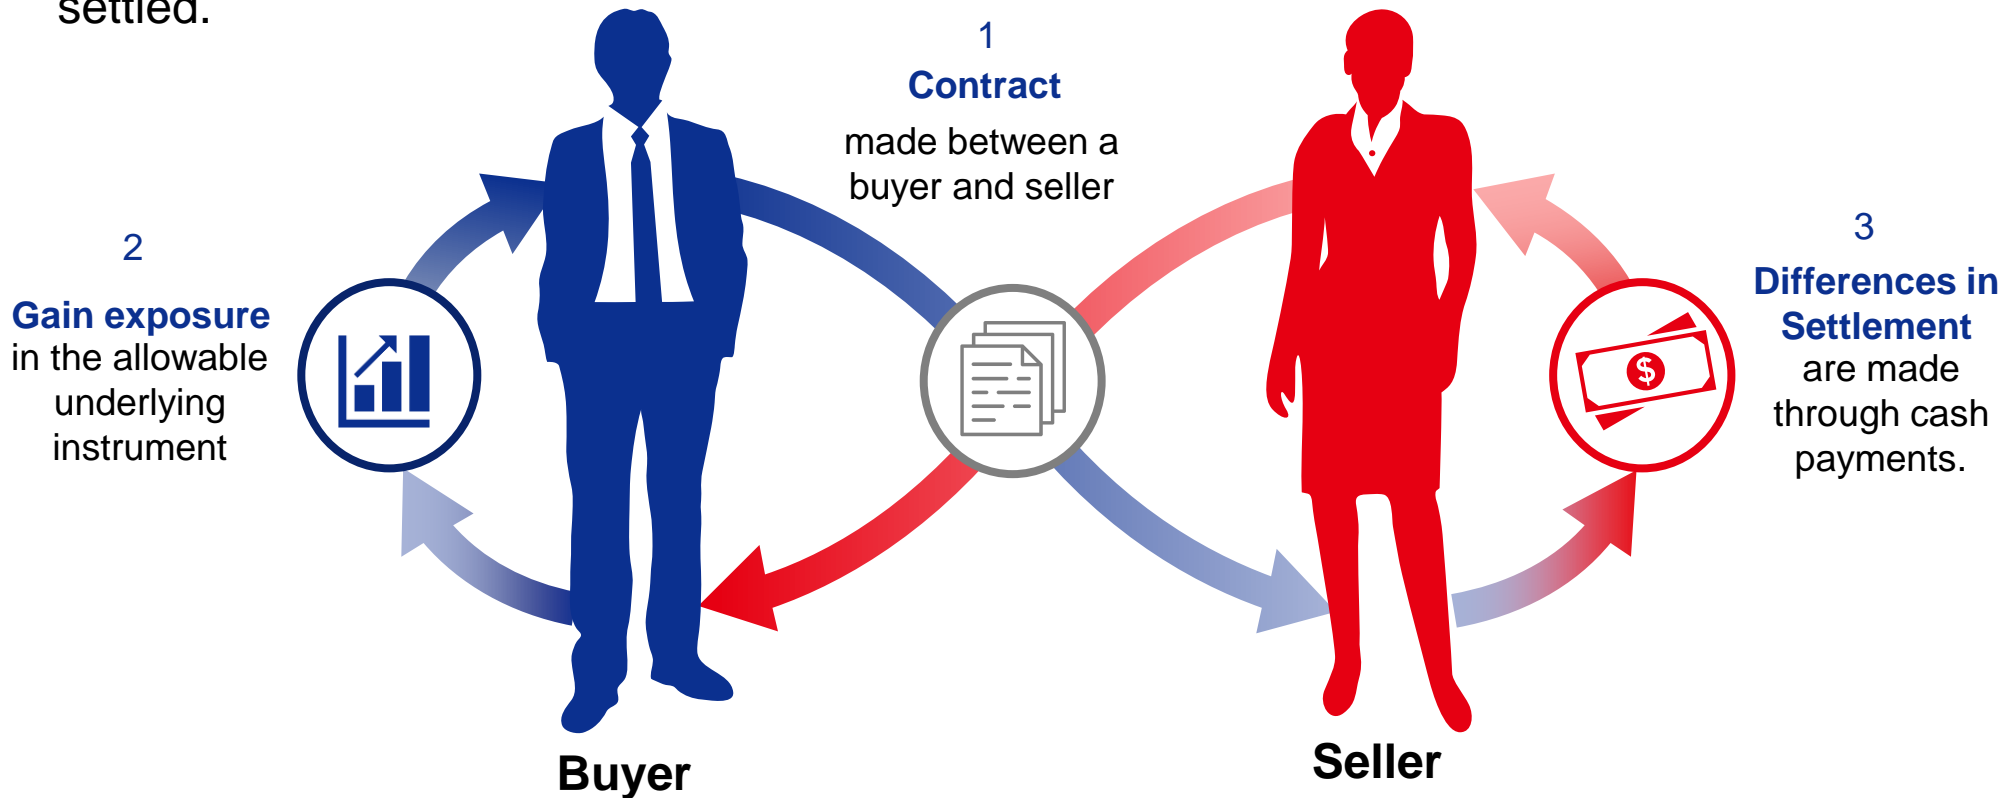 settled.
1
Contract
made between a
buyer and seller
2
Gain exposure
in the allowable
underlying
instrument
3
Differences in
Settlement
are made
through cash
payments.
$
Buyer
Seller